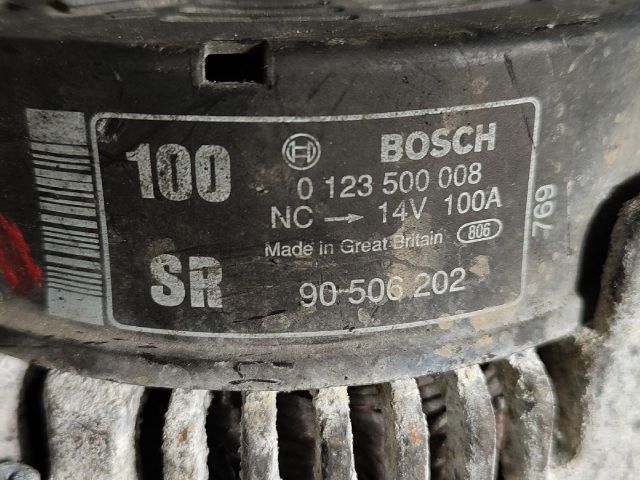 100
BOSCH
0 123 500 008
NC → 14V 100A
Made in Great Britain 806
SR
90 506 202
769